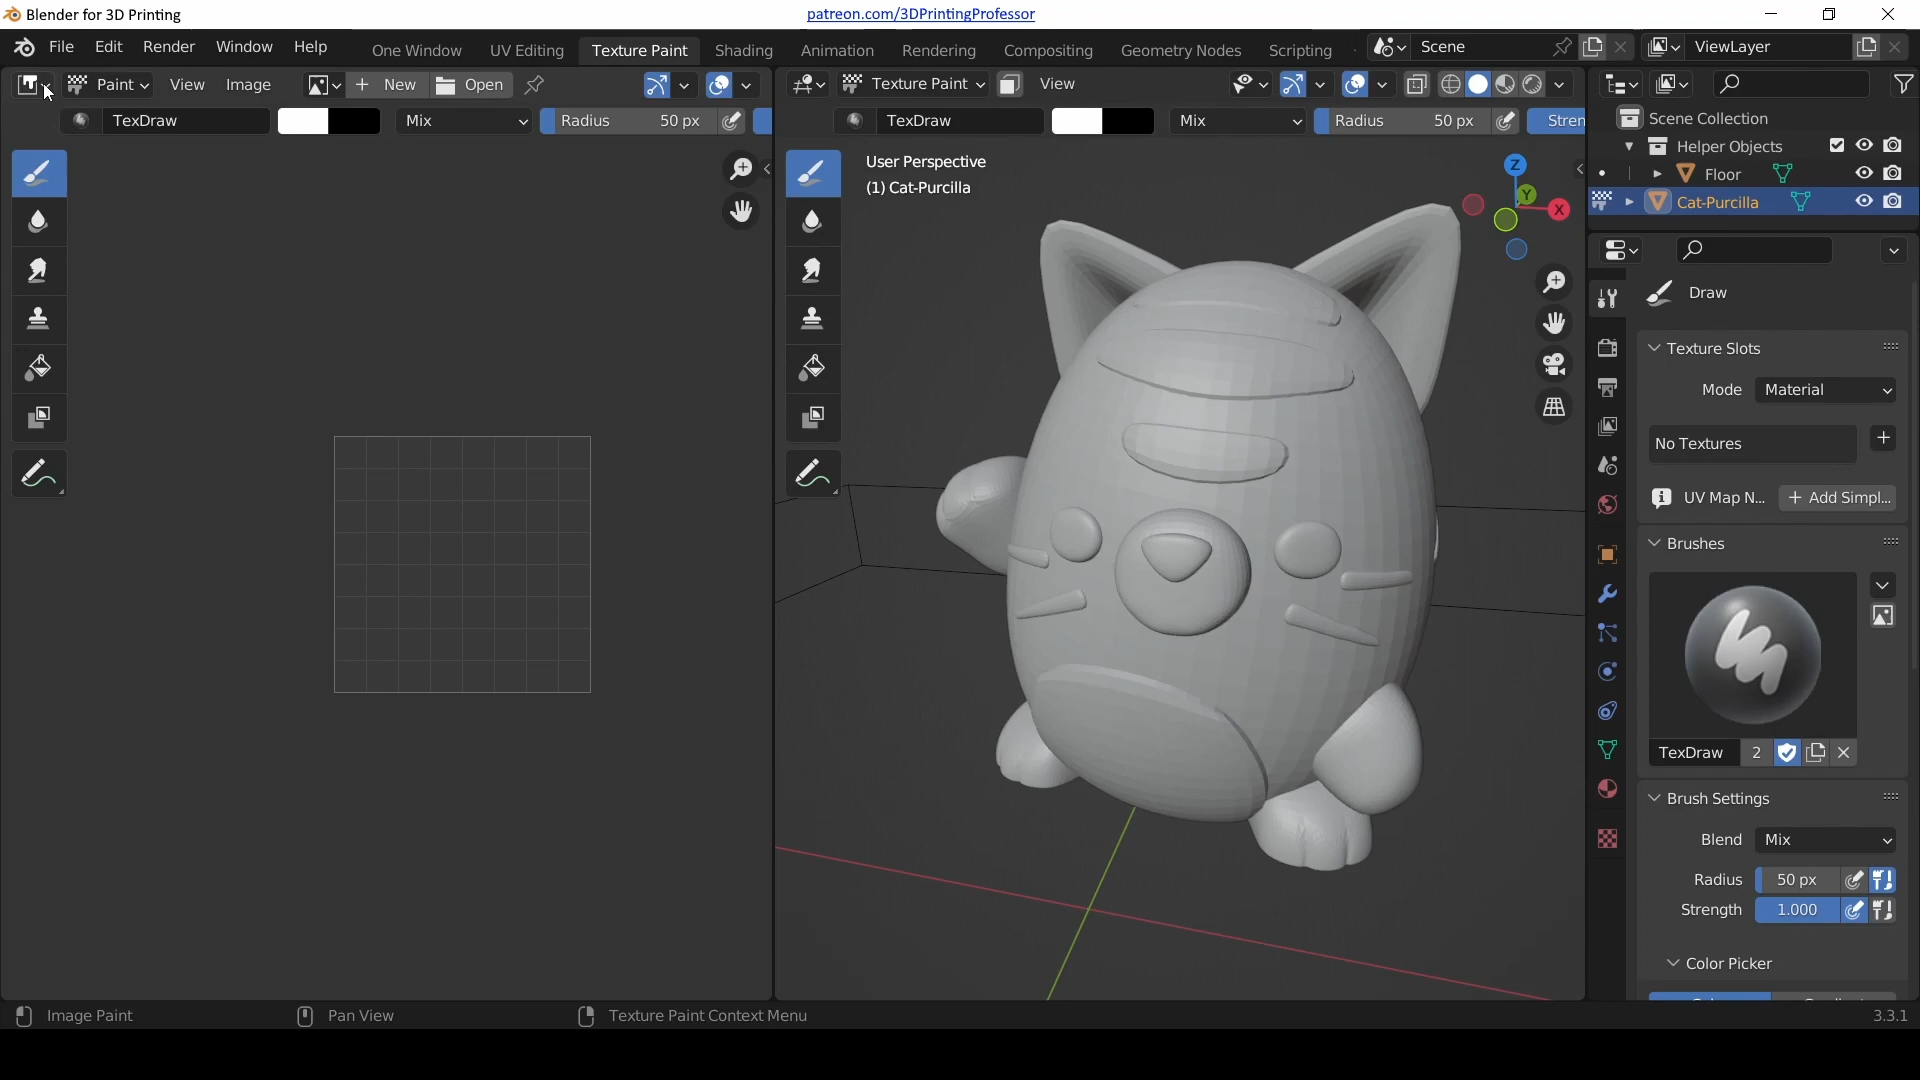 Blender for 3D Printing
patreon.com/3DPrintingProfessor
File Edit Render Window Help
One Window UV Editing Texture Paint Shading Animation Rendering Compositing Geometry Nodes Scripting
Scene
ViewLayer
Paint View Image
New
Open
Texture Paint
View
TexDraw
Mix
Radius 50 px
TexDraw
Mix
Radius 50 px
Stren
User Perspective
(1) Cat-Purcilla
Z
Y
X
Scene Collection
Helper Objects
Floor
Cat-Purcilla
Draw
Texture Slots
Mode Material
No Textures
UV Map N... Add Simpl...
Brushes
TexDraw 2
Brush Settings
Blend Mix
Radius 50 px
Strength 1.000
Color Picker
Image Paint
Pan View
Texture Paint Context Menu
3.3.1